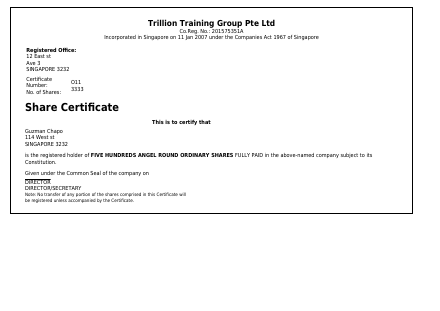 Trillion Training Group Pte Ltd
Co.Reg. No.: 201575351A
Incorporated in Singapore on 11 Jan 2007 under the Companies Act 1967 of Singapore
Registered Office:
12 East st
Ave 3
SINGAPORE 3232
Certificate Number: O11
No. of Shares: 3333
Share Certificate
This is to certify that
Guzman Chapo
114 West st
SINGAPORE 3232
is the registered holder of FIVE HUNDREDS ANGEL ROUND ORDINARY SHARES FULLY PAID in the above-named company subject to its
Constitution.
Given under the Common Seal of the company on
DIRECTOR
DIRECTOR/SECRETARY
Note: No transfer of any portion of the shares comprised in this Certificate will
be registered unless accompanied by the Certificate.